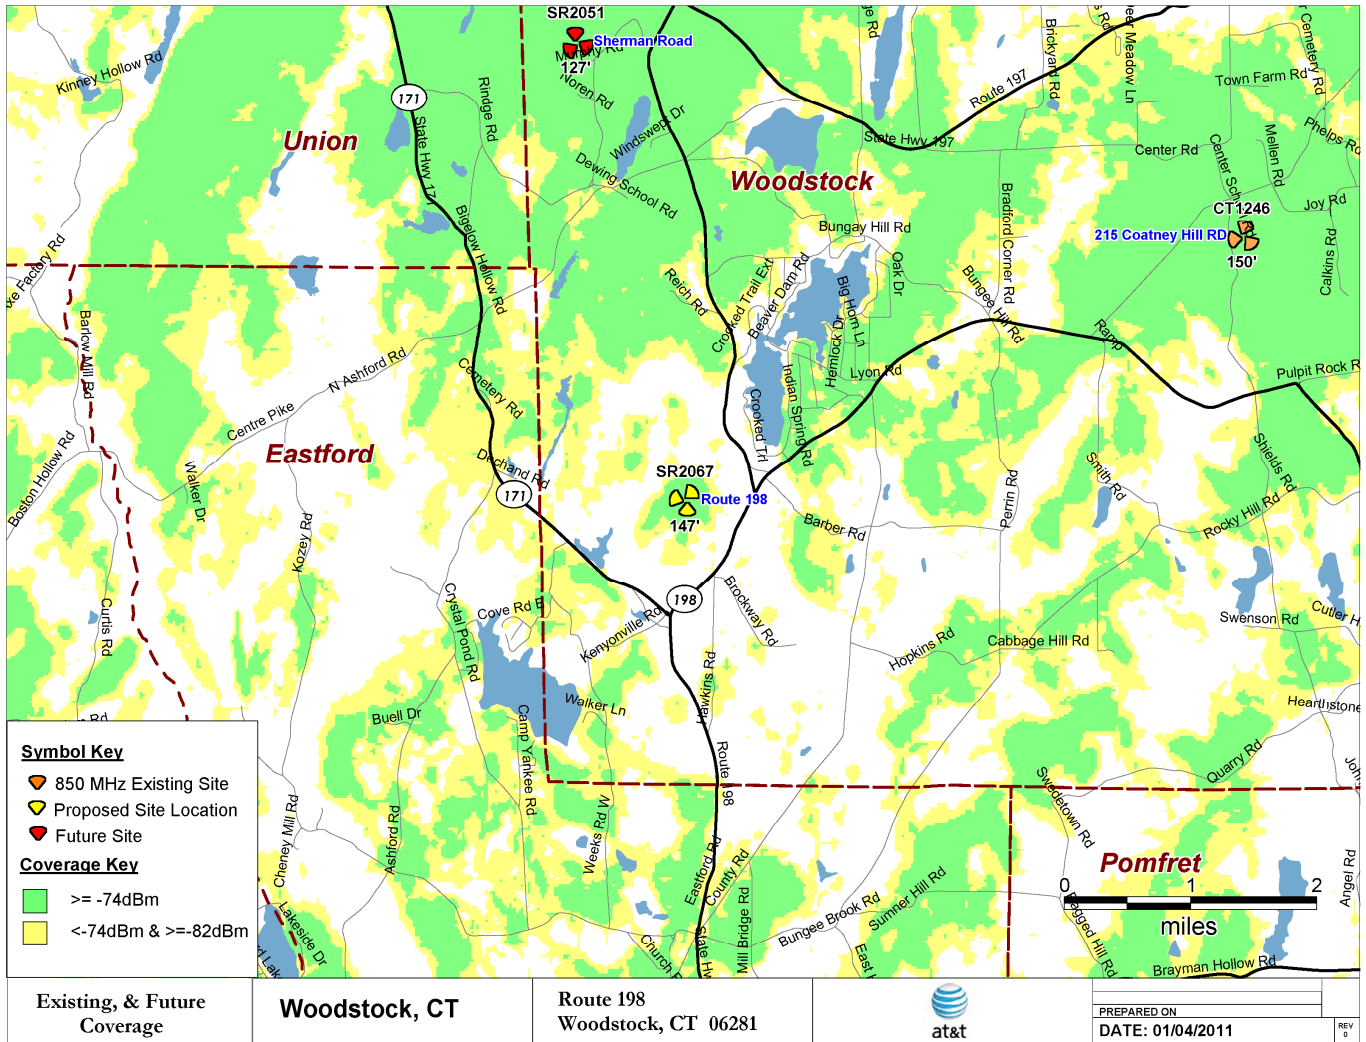 SR2051
Sherman Road
Murphy Rd
127'
Noren Rd
Kinney Hollow Rd
171
State Hwy 171
Rindge Rd
Union
Windswept Dr
Dewing School Rd
Woodstock
State Hwy 197
Route 197
Brickyard Rd
Deer Meadow Ln
Town Farm Rd
Cemetery Rd
Phelps Rd
Center Rd
Mellen Rd
CT1246
215 Coatney Hill RD
150'
Joy Rd
Calkins R
Bungay Hill Rd
Bradford Corner Rd
Bigelow Hollow Rd
Reich Rd
Crooked Trail Ext
Beaver Dam Rd
Big Horn Ln
Oak Dr
Bungee Hill Rd
Hemlock Dr
Lyon Rd
Indian Spring Rd
Crooked Trl
Ramp
Pulpit Rock R
Barlow Mill Rd
N Ashford Rd
Centre Pike
Cemetery Rd
Eastford
Boston Hollow Rd
Walker Dr
Kozey Rd
171
SR2067
Route 198
147'
Barber Rd
Perrin Rd
Smith Rd
Shields Rd
Rocky Hill Rd
Curtis Rd
Crystal Pond Rd
Cove Rd E
Kenyonville Rd
198
Brockway Rd
Hawkins Rd
Hopkins Rd
Cabbage Hill Rd
Swenson Rd
Cutler H
Walker Ln
Buell Dr
Camp Yankee Rd
Weeks Rd W
Route 198
Hearthstone
Quarry Rd
Swedetown Rd
Cheney Mill Rd
Ashford Rd
Eastford Rd
County Rd
Mill Bridge Rd
Church R
State Hw
Bungee Brook Rd
Sumner Hill Rd
East H
Pomfret
Ragged Hill Rd
Brayman Hollow Rd
Angel Rd
Lakeside Dr
0 1 2
miles
Symbol Key
850 MHz Existing Site
Proposed Site Location
Future Site
Coverage Key
>= -74dBm
<-74dBm & >=-82dBm
Existing, & Future
Coverage
Woodstock, CT
Route 198
Woodstock, CT 06281
at&t
PREPARED ON
DATE: 01/04/2011
REV
0